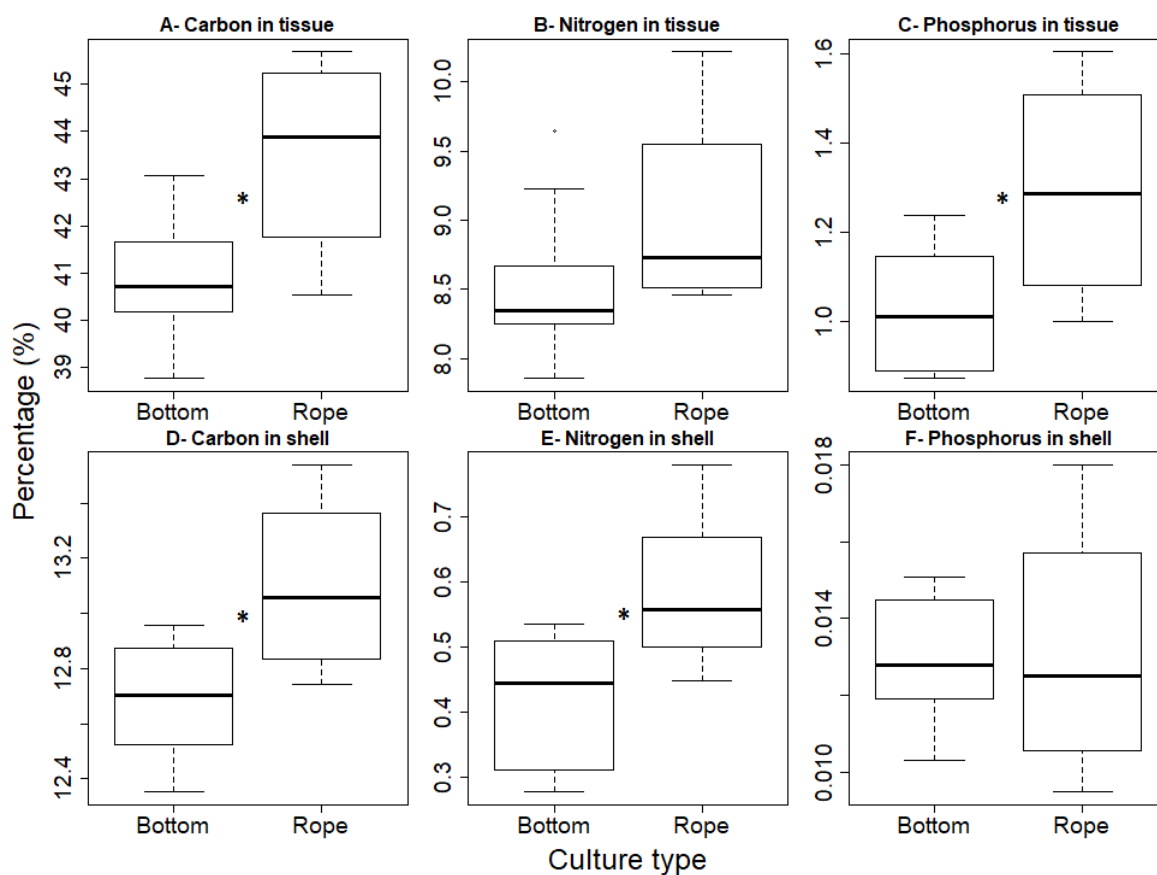 A- Carbon in tissue
45
44
43
42
41
40
39
*
Bottom Rope
B- Nitrogen in tissue
10.0
9.5
9.0
8.5
8.0
Bottom Rope
C- Phosphorus in tissue
1.6
1.4
1.2
1.0
*
Bottom Rope
Percentage (%)
D- Carbon in shell
13.2
12.8
12.4
*
Bottom Rope
E- Nitrogen in shell
0.7
0.6
0.5
0.4
0.3
*
Bottom Rope
F- Phosphorus in shell
0.018
0.014
0.010
Bottom Rope
Culture type